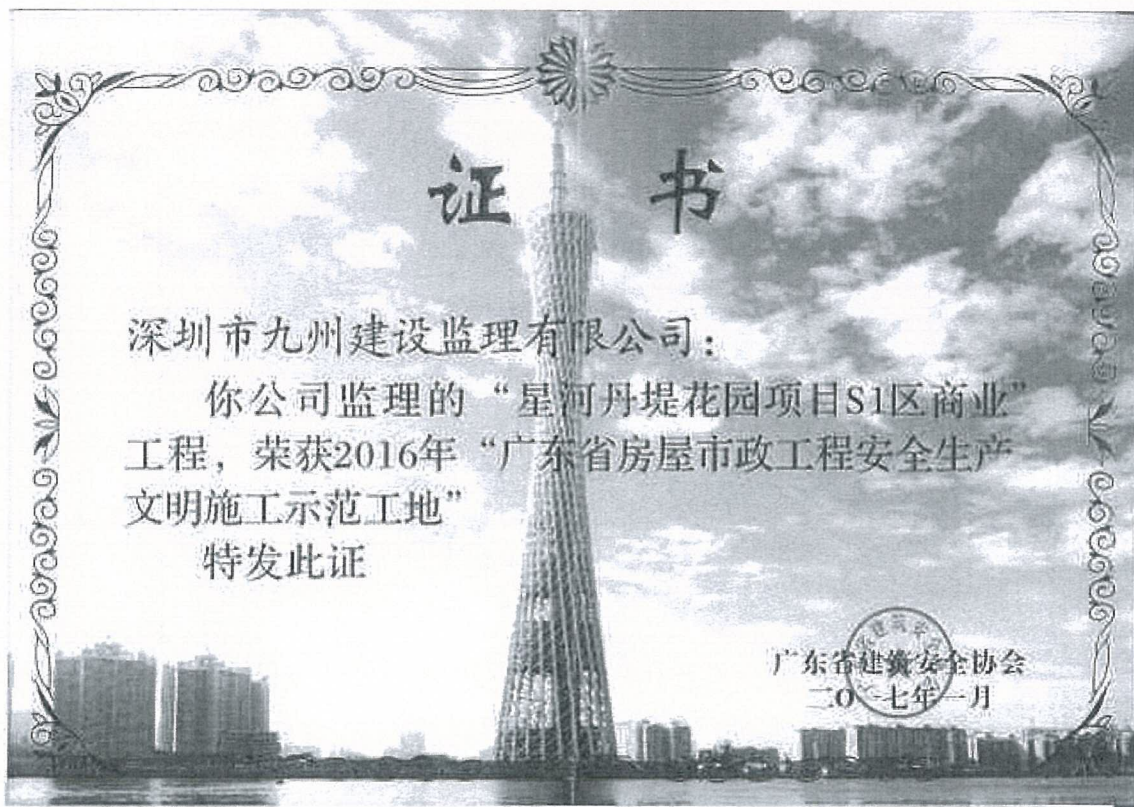 证 书
深圳市九州建设监理有限公司：
你公司监理的“星河丹堤花园项目S1区商业”
工程，荣获2016年“广东省房屋市政工程安全生产
文明施工示范工地”
特发此证
广东省建筑安全协会
二〇一七年一月